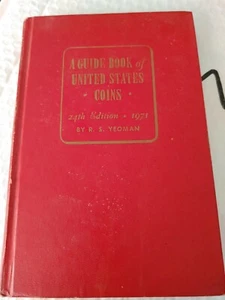 A GUIDE BOOK of
UNITED STATES
• COINS •
24th Edition • 1971
BY R. S. YEOMAN